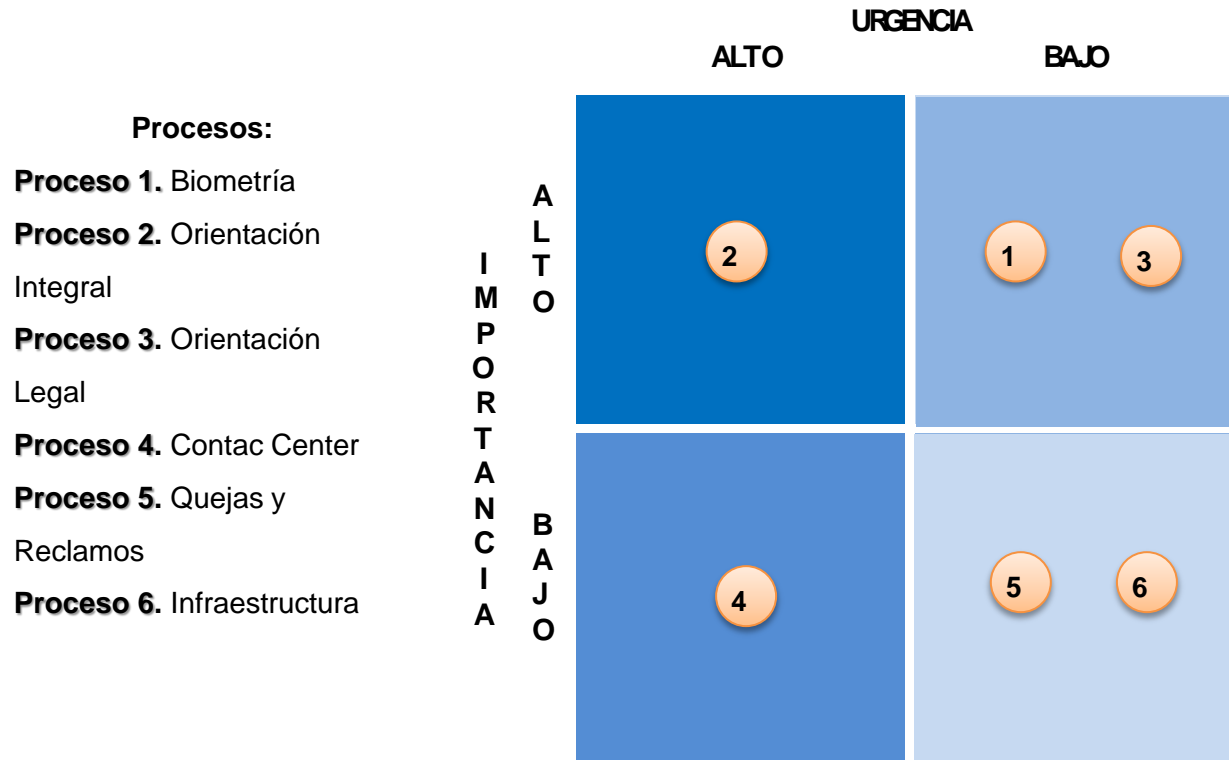 URGENCIA
ALTO BAJO
Procesos:
Proceso 1. Biometría
Proceso 2. Orientación
Integral
Proceso 3. Orientación
Legal
Proceso 4. Contac Center
Proceso 5. Quejas y
Reclamos
Proceso 6. Infraestructura
IMPORTANCIA
ALTO
BAJO
2
1
3
4
5
6